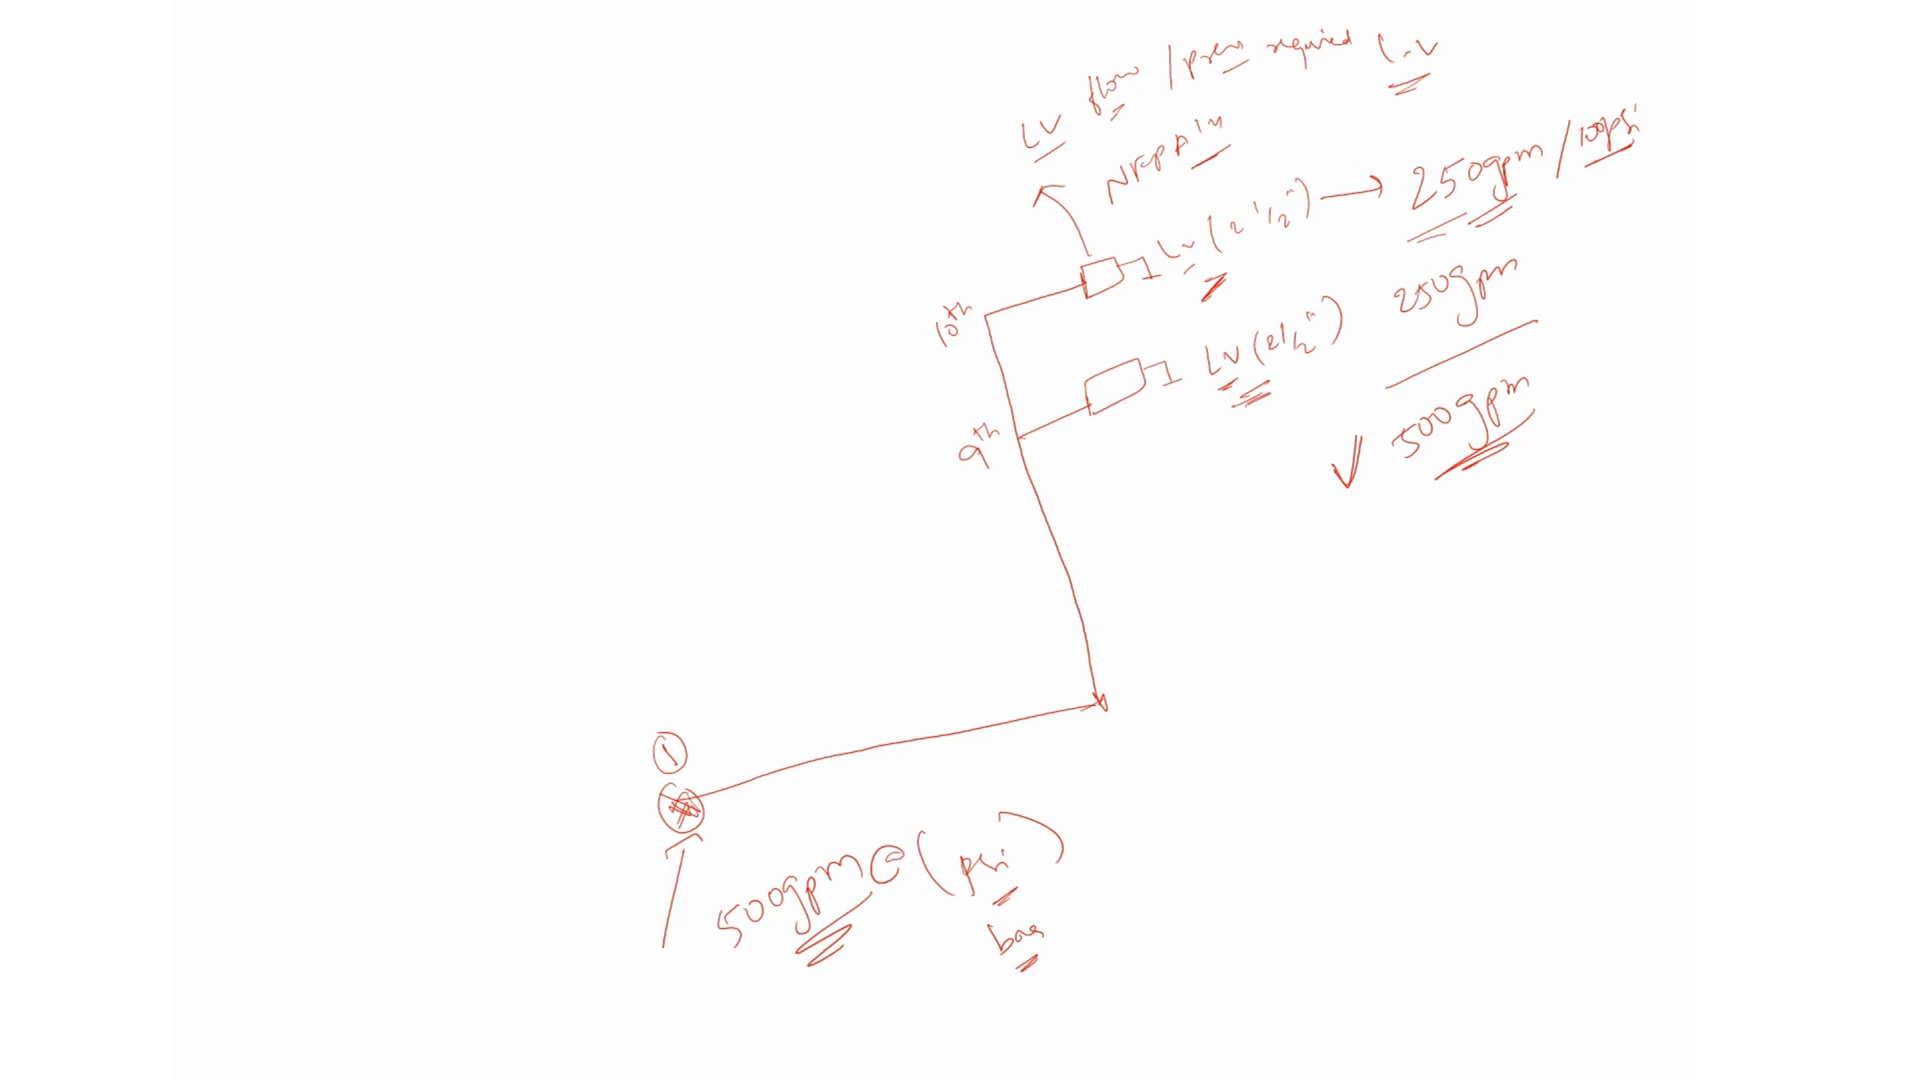 LV flow / press required LV
NFPA 14
LV (2 1/2") → 250gpm / 100psi
10th
250gpm
LV (2 1/2")
9th
500gpm
1
500gpm @ (psi)
bar